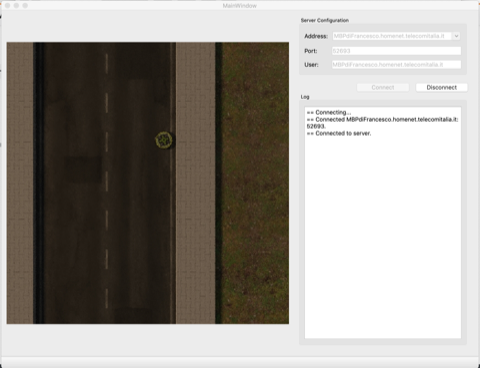 MainWindow
Server Configuration
Address: MBPdiFrancesco.homenet.telecomitalia.it
Port: 52693
User: MBPdiFrancesco.homenet.telecomitalia.it
Connect Disconnect
Log
== Connecting...
== Connected MBPdiFrancesco.homenet.telecomitalia.it:
52693.
== Connected to server.